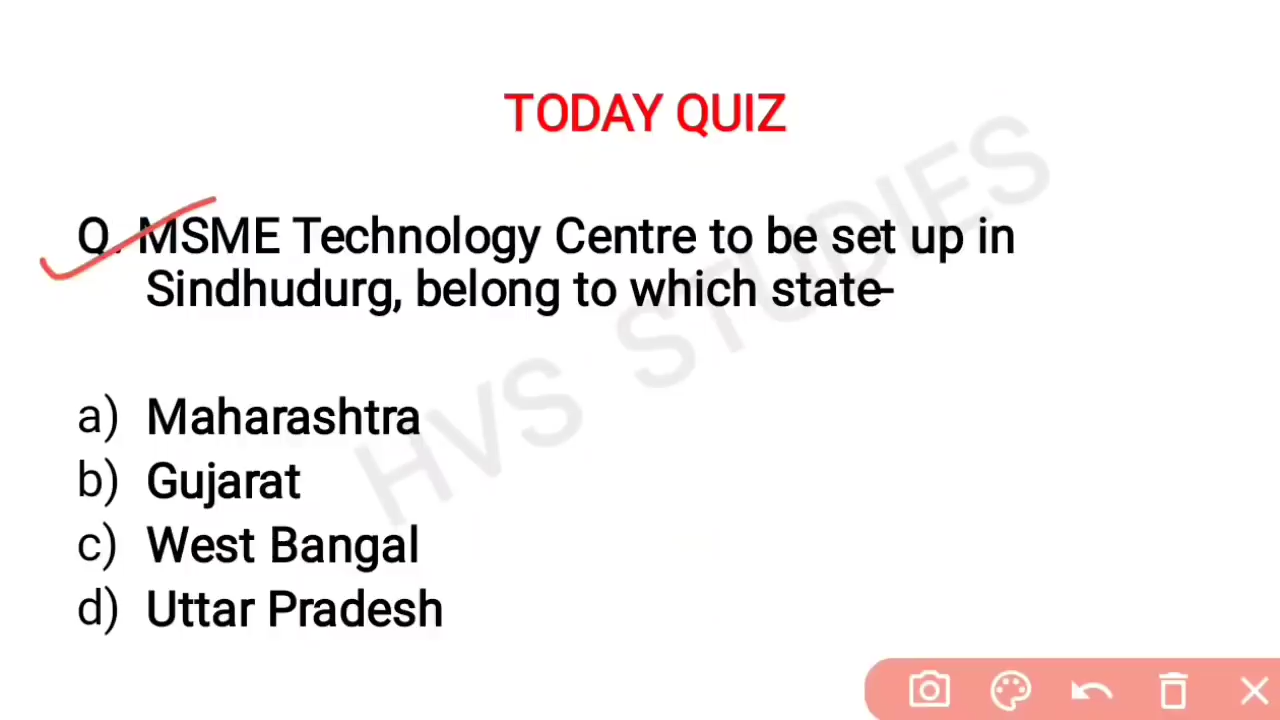 TODAY QUIZ
Q. MSME Technology Centre to be set up in
Sindhudurg, belong to which state-
a) Maharashtra
b) Gujarat
c) West Bangal
d) Uttar Pradesh
HVS STUDIES